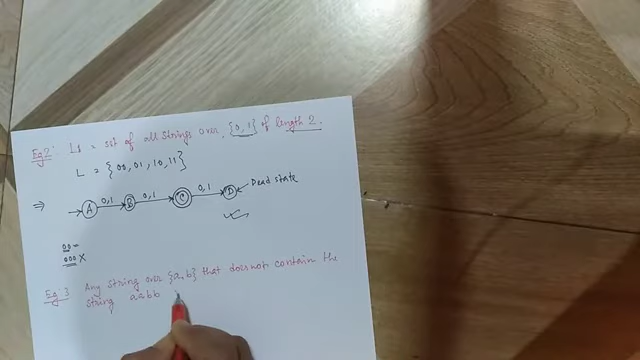 Eg 2: L1 = set of all strings over {0,1} of length 2.
L = {00, 01, 10, 11}
⇒ → A 0,1 B 0,1 C 0,1 D ← Dead state
00 -
000 X
Eg: 3 Any string over {a,b} that does not contain the
string aabb